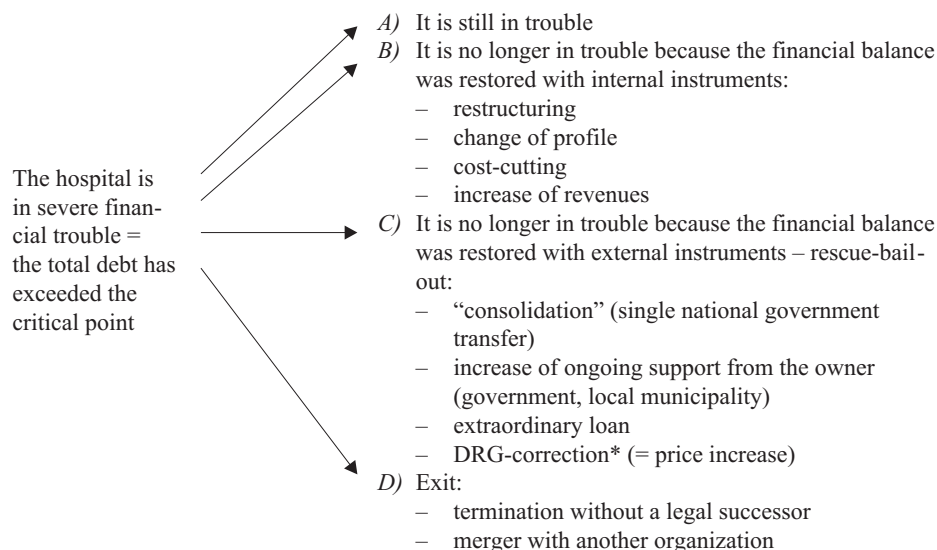 The hospital is
in severe finan-
cial trouble =
the total debt has
exceeded the
critical point
A) It is still in trouble
B) It is no longer in trouble because the financial balance
was restored with internal instruments:
– restructuring
– change of profile
– cost-cutting
– increase of revenues
C) It is no longer in trouble because the financial balance
was restored with external instruments – rescue-bail-
out:
– “consolidation” (single national government
transfer)
– increase of ongoing support from the owner
(government, local municipality)
– extraordinary loan
– DRG-correction* (= price increase)
D) Exit:
– termination without a legal successor
– merger with another organization